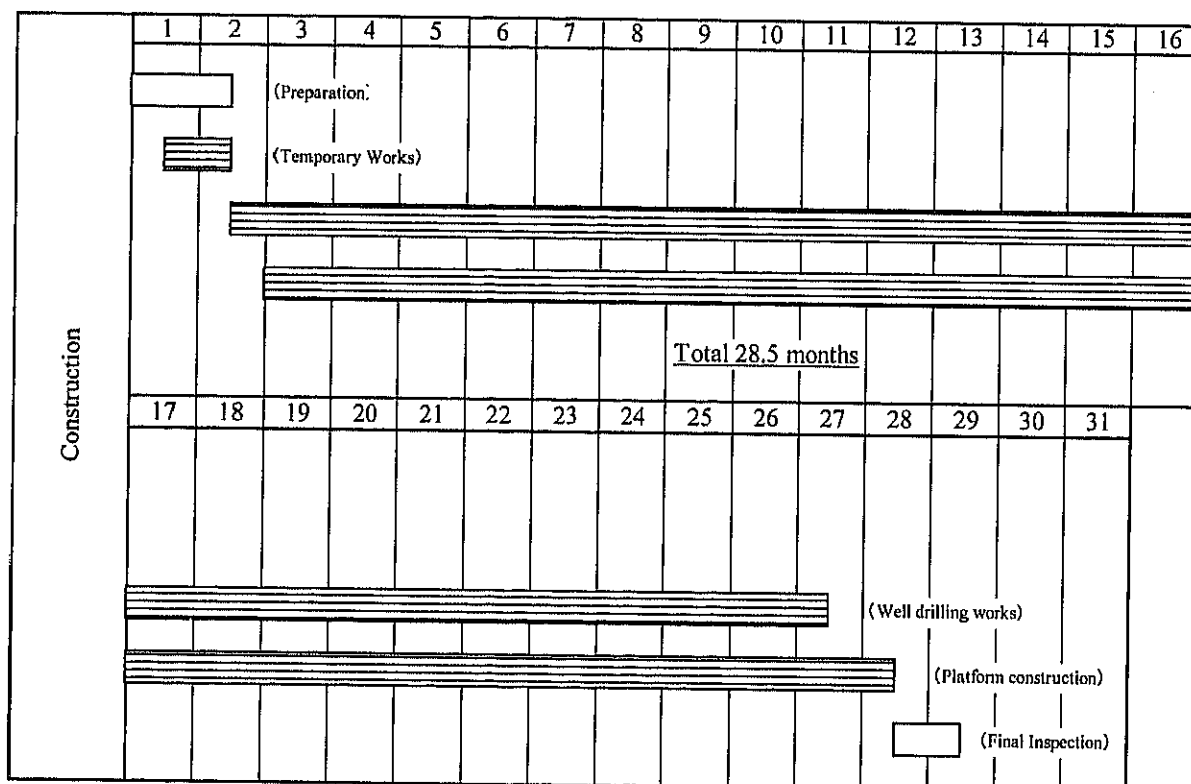 1 2 3 4 5 6 7 8 9 10 11 12 13 14 15 16
(Preparation)
(Temporary Works)
Total 28.5 months
Construction
17 18 19 20 21 22 23 24 25 26 27 28 29 30 31
(Well drilling works)
(Platform construction)
(Final Inspection)